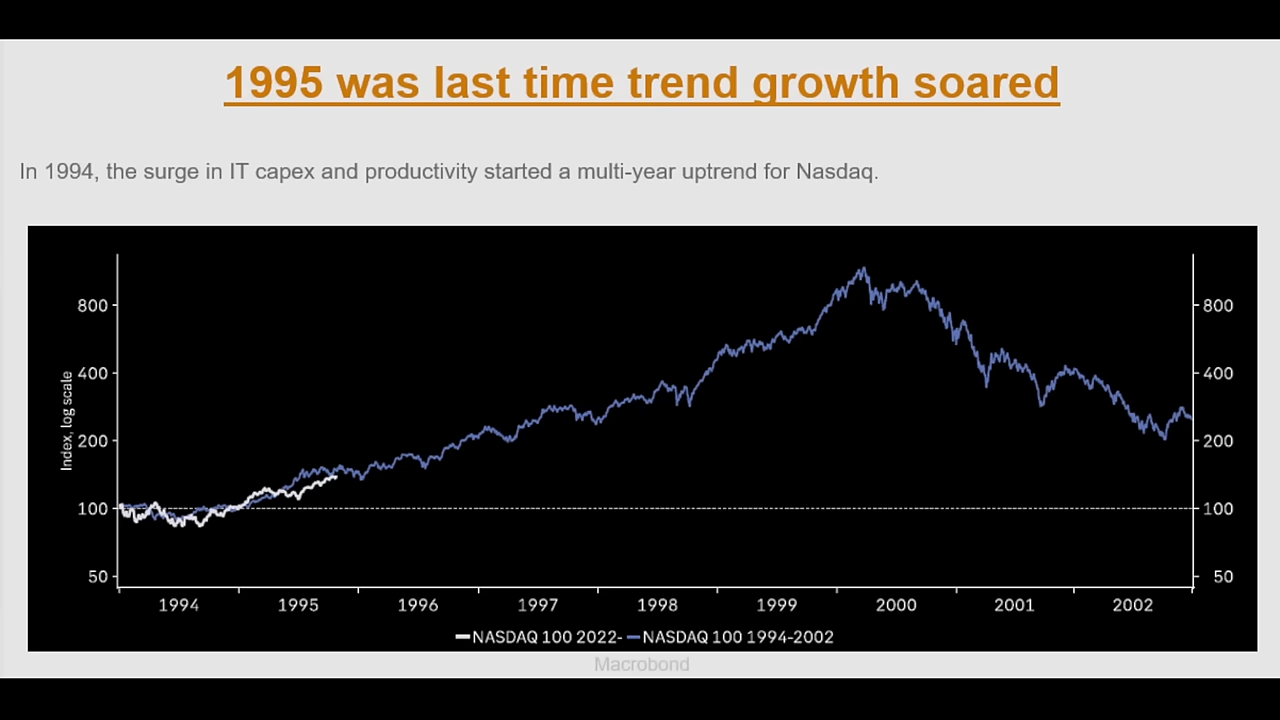 1995 was last time trend growth soared
In 1994, the surge in IT capex and productivity started a multi-year uptrend for Nasdaq.
800 800
400 400
200 200
100 100
50 50
Index, log scale
1994 1995 1996 1997 1998 1999 2000 2001 2002
NASDAQ 100 2022- NASDAQ 100 1994-2002
Macrobond